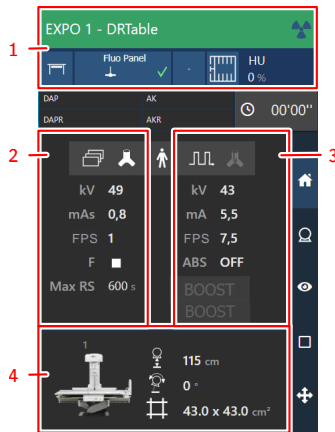 EXPO 1 - DRTable
1
Fluo Panel
HU
0 %
DAP AK
DAPR AKR
00'00"
2
3
kV 49
mAs 0,8
FPS 1
F
Max RS 600 s
kV 43
mA 5,5
FPS 7,5
ABS OFF
BOOST
BOOST
4
1
115 cm
0 °
43.0 x 43.0 cm²